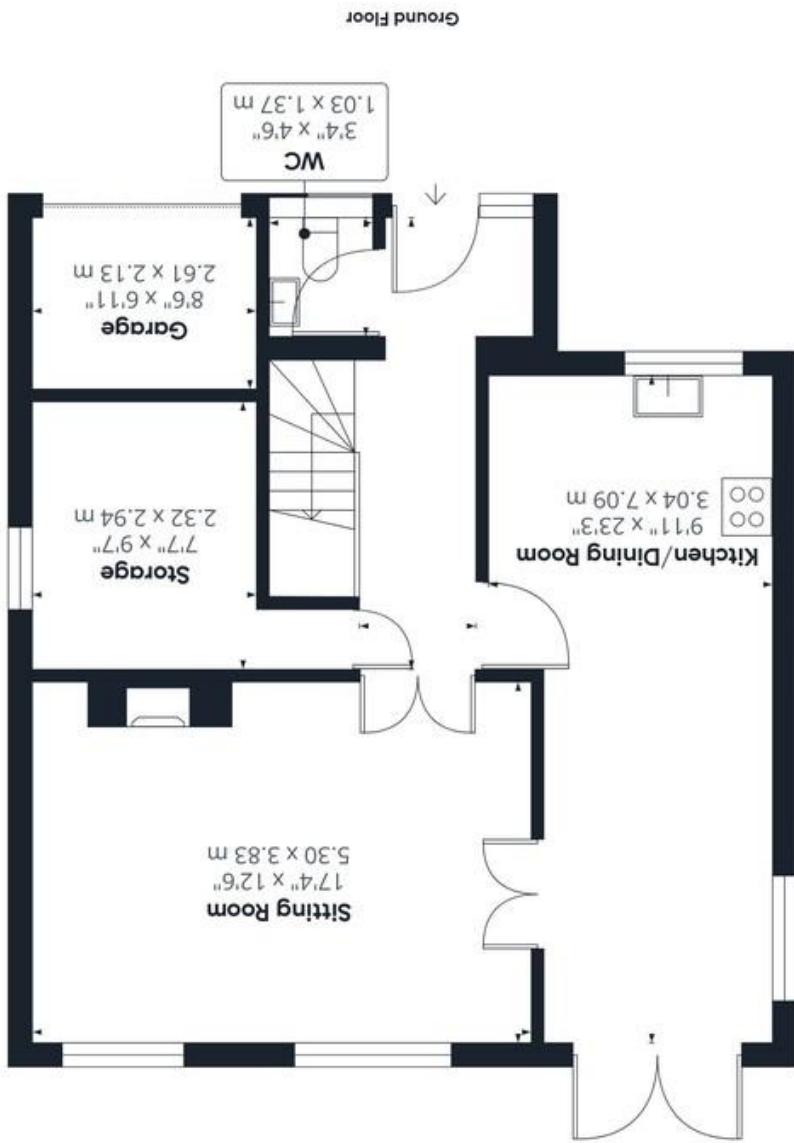 Sitting Room
17'4" x 12'6"
5.30 x 3.83 m
Kitchen/Dining Room
9'11" x 23'3"
3.04 x 7.09 m
Storage
7'7" x 9'7"
2.32 x 2.94 m
Garage
8'6" x 6'11"
2.61 x 2.13 m
WC
3'4" x 4'6"
1.03 x 1.37 m
Ground Floor